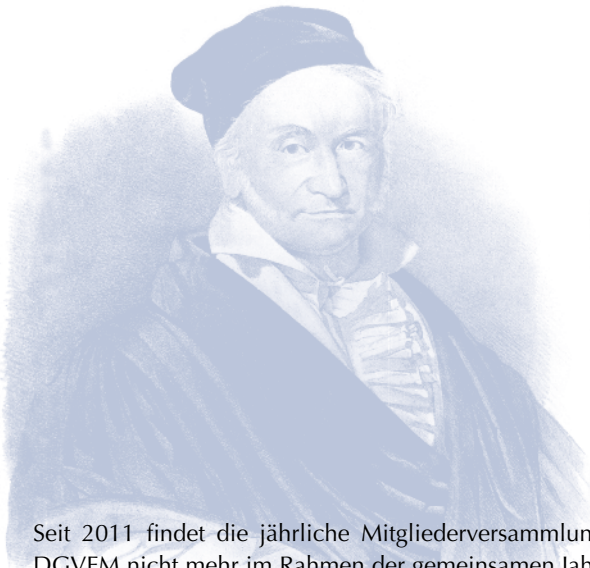 Seit 2011 findet die jährliche
DGVFM nicht mehr im Rahmen der gemeinsamen